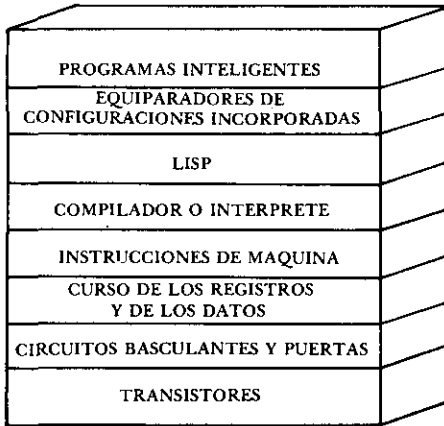 PROGRAMAS INTELIGENTES
EQUIPARADORES DE
CONFIGURACIONES INCORPORADAS
LISP
COMPILADOR O INTERPRETE
INSTRUCCIONES DE MAQUINA
CURSO DE LOS REGISTROS
Y DE LOS DATOS
CIRCUITOS BASCULANTES Y PUERTAS
TRANSISTORES